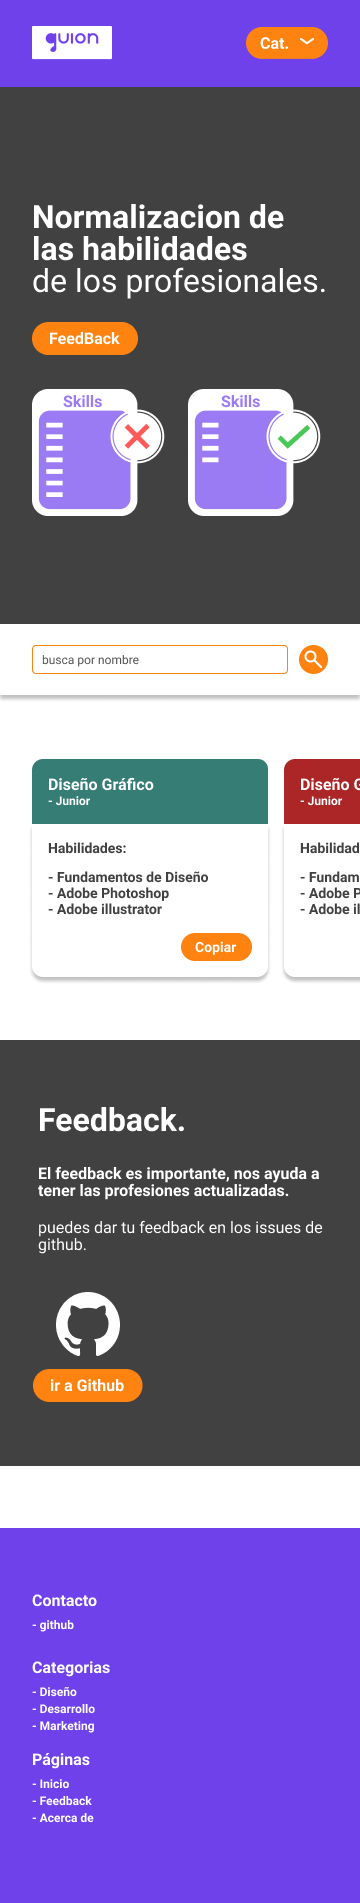 guion
Cat.
Normalizacion de
las habilidades
de los profesionales.
FeedBack
Skills
Skills
busca por nombre
Diseño Gráfico
- Junior
Habilidades:
- Fundamentos de Diseño
- Adobe Photoshop
- Adobe illustrator
Copiar
Diseño G
- Junior
Habilidad
- Fundam
- Adobe P
- Adobe il
Feedback.
El feedback es importante, nos ayuda a
tener las profesiones actualizadas.
puedes dar tu feedback en los issues de
github.
ir a Github
Contacto
- github
Categorias
- Diseño
- Desarrollo
- Marketing
Páginas
- Inicio
- Feedback
- Acerca de